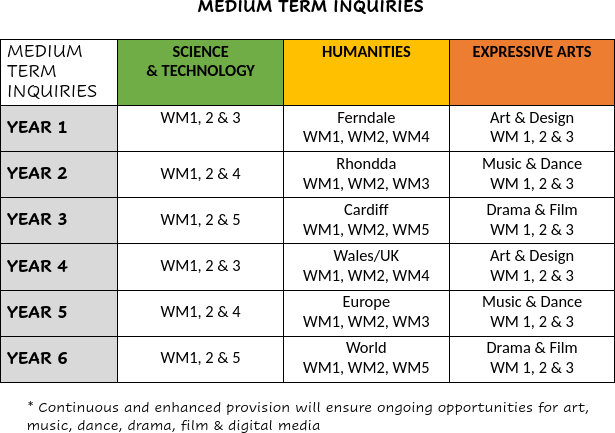 MEDIUM TERM INQUIRIES
MEDIUM
TERM
INQUIRIES
SCIENCE
& TECHNOLOGY
HUMANITIES
EXPRESSIVE ARTS
YEAR 1
WM1, 2 & 3
Ferndale
WM1, WM2, WM4
Art & Design
WM 1, 2 & 3
YEAR 2
WM1, 2 & 4
Rhondda
WM1, WM2, WM3
Music & Dance
WM 1, 2 & 3
YEAR 3
WM1, 2 & 5
Cardiff
WM1, WM2, WM5
Drama & Film
WM 1, 2 & 3
YEAR 4
WM1, 2 & 3
Wales/UK
WM1, WM2, WM4
Art & Design
WM 1, 2 & 3
YEAR 5
WM1, 2 & 4
Europe
WM1, WM2, WM3
Music & Dance
WM 1, 2 & 3
YEAR 6
WM1, 2 & 5
World
WM1, WM2, WM5
Drama & Film
WM 1, 2 & 3
* Continuous and enhanced provision will ensure ongoing opportunities for art,
music, dance, drama, film & digital media